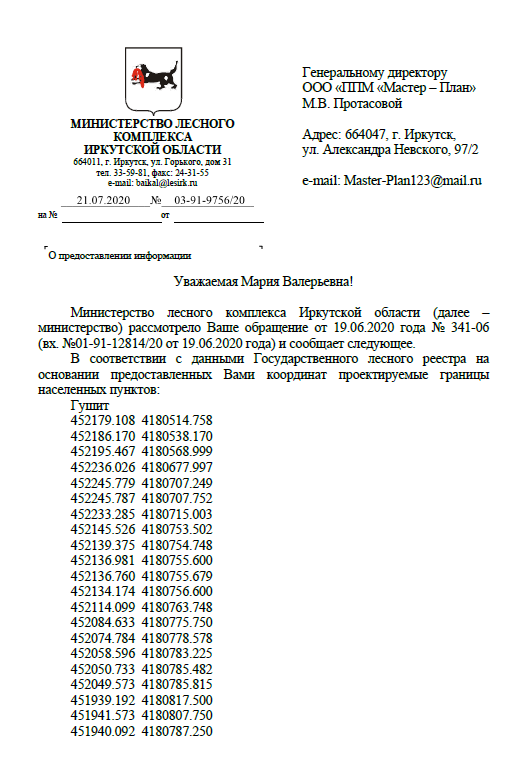 МИНИСТЕРСТВО ЛЕСНОГО
КОМПЛЕКСА
ИРКУТСКОЙ ОБЛАСТИ
664011, г. Иркутск, ул. Горького, дом 31
тел. 33-59-81, факс: 24-31-55
e-mail: baikal@lesirk.ru
21.07.2020 № 03-91-9756/20
на № от
О предоставлении информации
Генеральному директору
ООО «ППМ «Мастер – План»
М.В. Протасовой
Адрес: 664047, г. Иркутск,
ул. Александра Невского, 97/2
e-mail: Master-Plan123@mail.ru
Уважаемая Мария Валерьевна!
Министерство лесного комплекса Иркутской области (далее –
министерство) рассмотрело Ваше обращение от 19.06.2020 года № 341-06
(вх. №01-91-12814/20 от 19.06.2020 года) и сообщает следующее.
В соответствии с данными Государственного лесного реестра на
основании предоставленных Вами координат проектируемые границы
населенных пунктов:
Гушит
452179.108 4180514.758
452186.170 4180538.170
452195.467 4180568.999
452236.026 4180677.997
452245.779 4180707.249
452245.787 4180707.752
452233.285 4180715.003
452145.526 4180753.502
452139.375 4180754.748
452136.981 4180755.600
452136.760 4180755.679
452134.174 4180756.600
452114.099 4180763.748
452084.633 4180775.750
452074.784 4180778.578
452058.596 4180783.225
452050.733 4180785.482
452049.573 4180785.815
451939.192 4180817.500
451941.573 4180807.750
451940.092 4180787.250